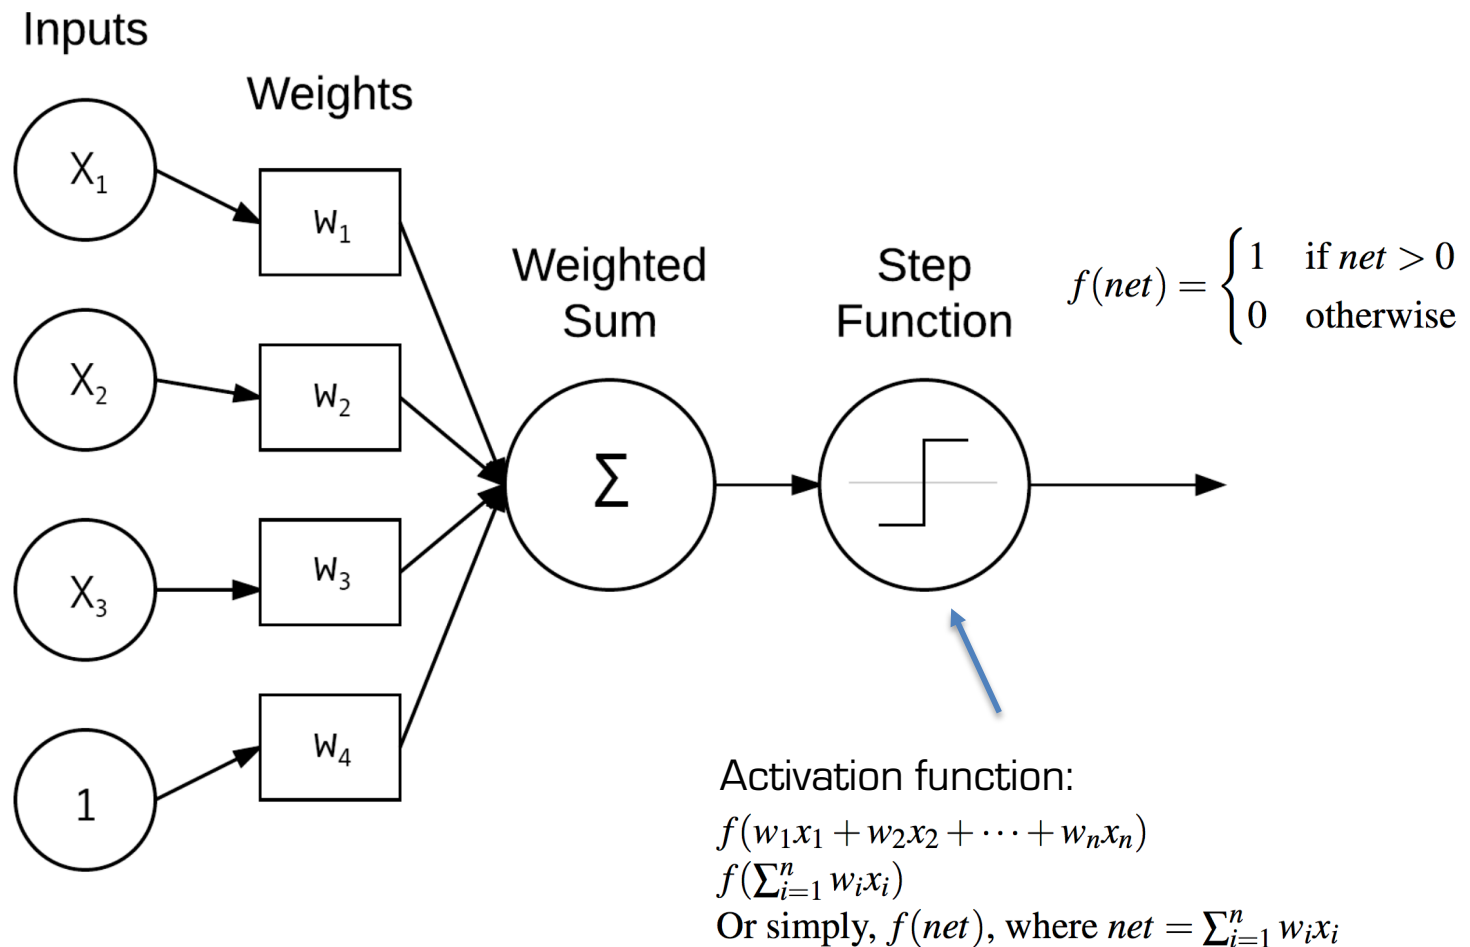 Inputs
Weights
X₁
W₁
X₂
W₂
X₃
W₃
1
W₄
Weighted
Sum
Σ
Step
Function
f(net) = { 1 if net > 0
0 otherwise
Activation function:
f(w₁x₁ + w₂x₂ + ⋯ + wₙxₙ)
f(∑ⁿᵢ₌₁ wᵢxᵢ)
Or simply, f(net), where net = ∑ⁿᵢ₌₁ wᵢxᵢ